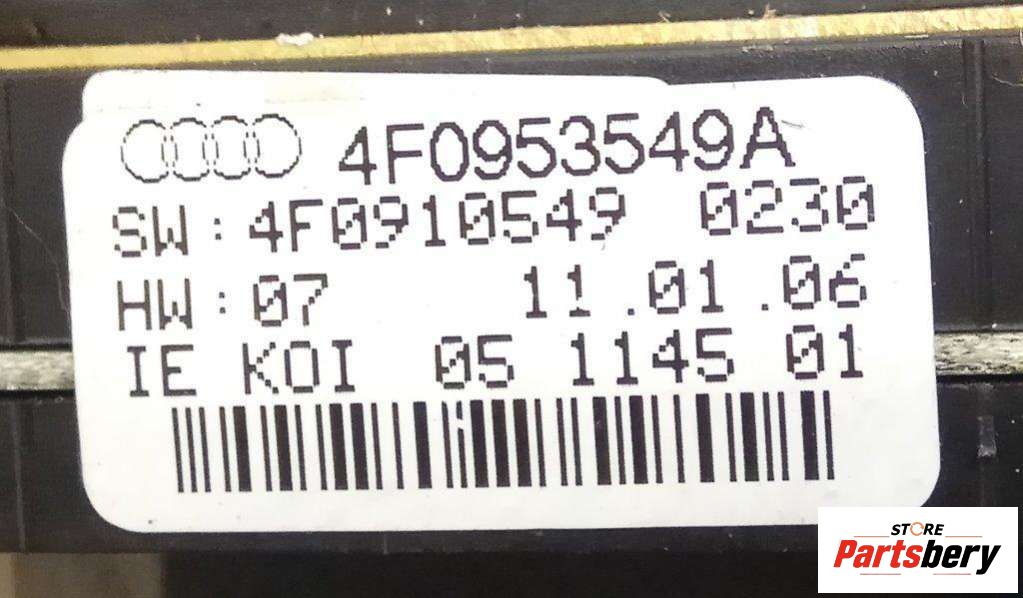 4F0953549A
SW: 4F0910549 0230
HW: 07 11.01.06
IE KOI 05 1145 01
STORE
Partsbery